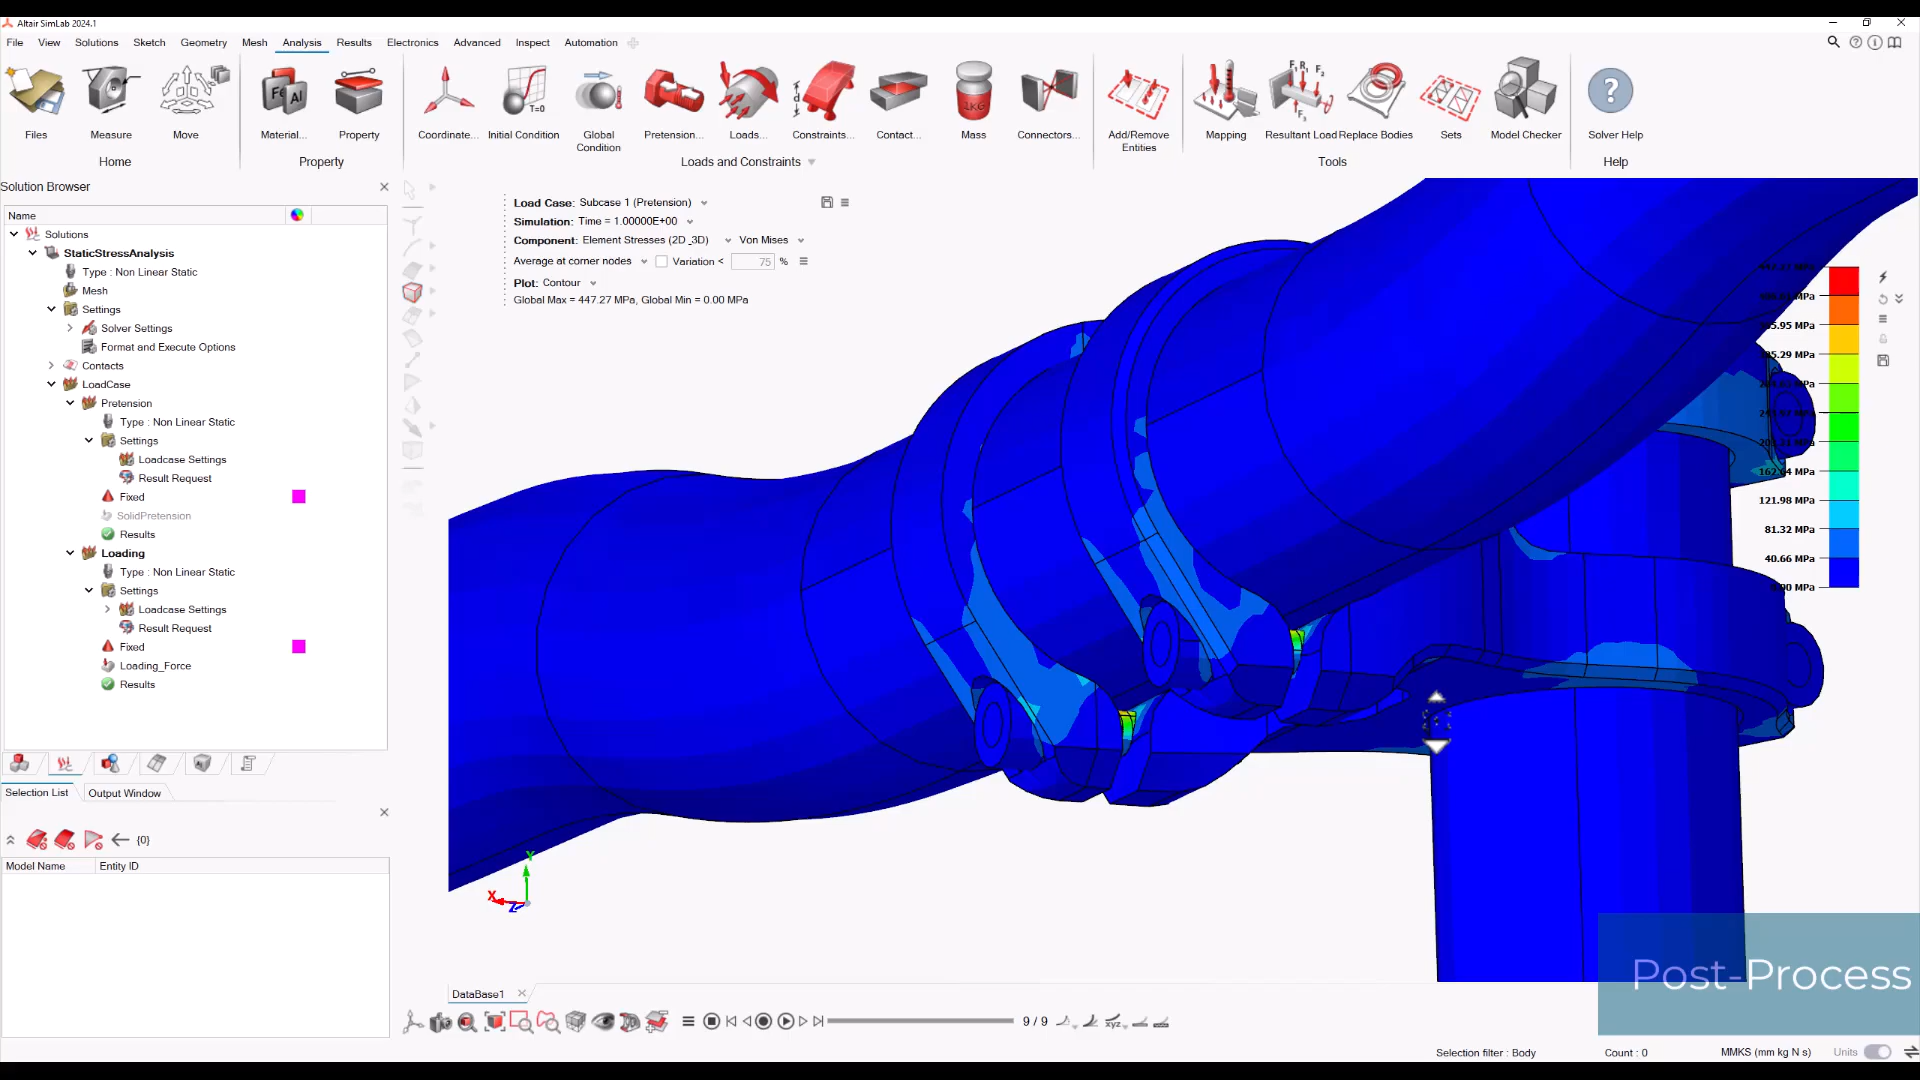 Altair SimLab 2024.1
File View Solutions Sketch Geometry Mesh Analysis Results Electronics Advanced Inspect Automation
Files Measure Move Material... Property Coordinate... Initial Condition Global Condition Pretension... Loads... Constraints... Contact... Mass Connectors... Add/Remove Entities Mapping Resultant Load Replace Bodies Sets Model Checker Solver Help
Home Property Loads and Constraints Tools Help
Solution Browser
Name
Solutions
StaticStressAnalysis
Type : Non Linear Static
Mesh
Settings
Solver Settings
Format and Execute Options
Contacts
LoadCase
Pretension
Type : Non Linear Static
Settings
Loadcase Settings
Result Request
Fixed
SolidPretension
Results
Loading
Type : Non Linear Static
Settings
Loadcase Settings
Result Request
Fixed
Loading_Force
Results
Selection List Output Window
{0}
Model Name Entity ID
Load Case: Subcase 1 (Pretension)
Simulation: Time = 1.00000E+00
Component: Element Stresses (2D_3D) Von Mises
Average at corner nodes Variation < 75 %
Plot: Contour
Global Max = 447.27 MPa, Global Min = 0.00 MPa
121.98 MPa
81.32 MPa
40.66 MPa
Y
X
Z
Post-Process
DataBase1
9 / 9
Selection filter : Body Count : 0 MMKS (mm kg N s) Units